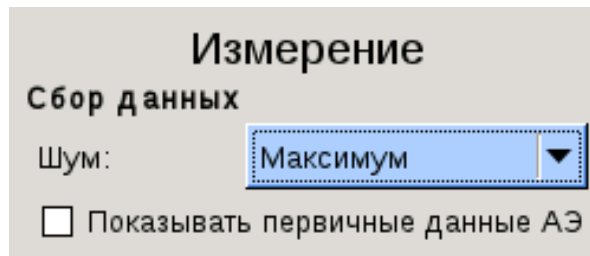 Измерение
Сбор данных
Шум: Максимум
Показывать первичные данные АЭ